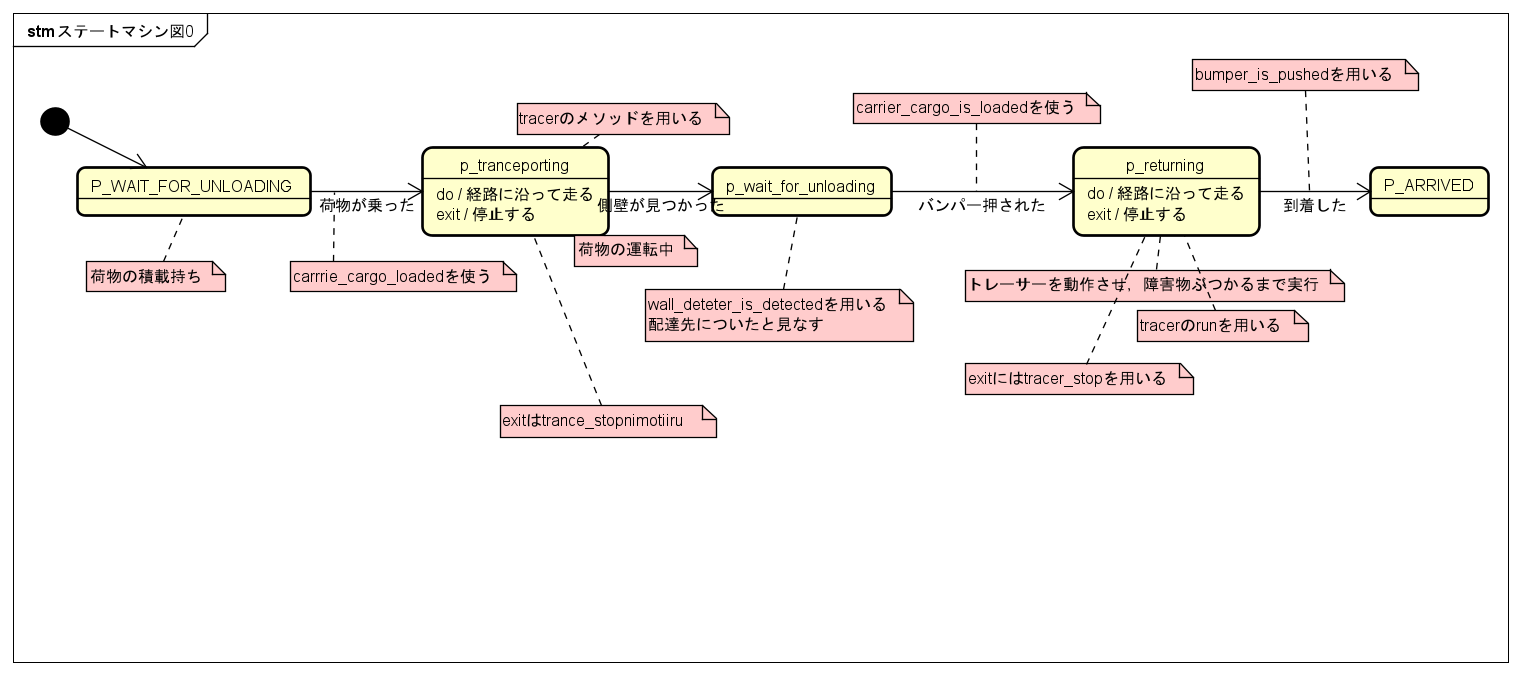 stm ステートマシン図0
bumper_is_pushedを用いる
carrier_cargo_is_loadedを使う
tracerのメソッドを用いる
P_WAIT_FOR_UNLOADING
荷物が乗った
p_tranceporting
do / 経路に沿って走る
exit / 停止する
側壁が見つかった
p_wait_for_unloading
バンパー押された
p_returning
do / 経路に沿って走る
exit / 停止する
到着した
P_ARRIVED
荷物の運転中
荷物の積載持ち
carrrie_cargo_loadedを使う
wall_deteter_is_detectedを用いる
配達先についたと見なす
トレーサーを動作させ，障害物ぶつかるまで実行
tracerのrunを用いる
exitにはtracer_stopを用いる
exitはtrance_stopnimotiiru